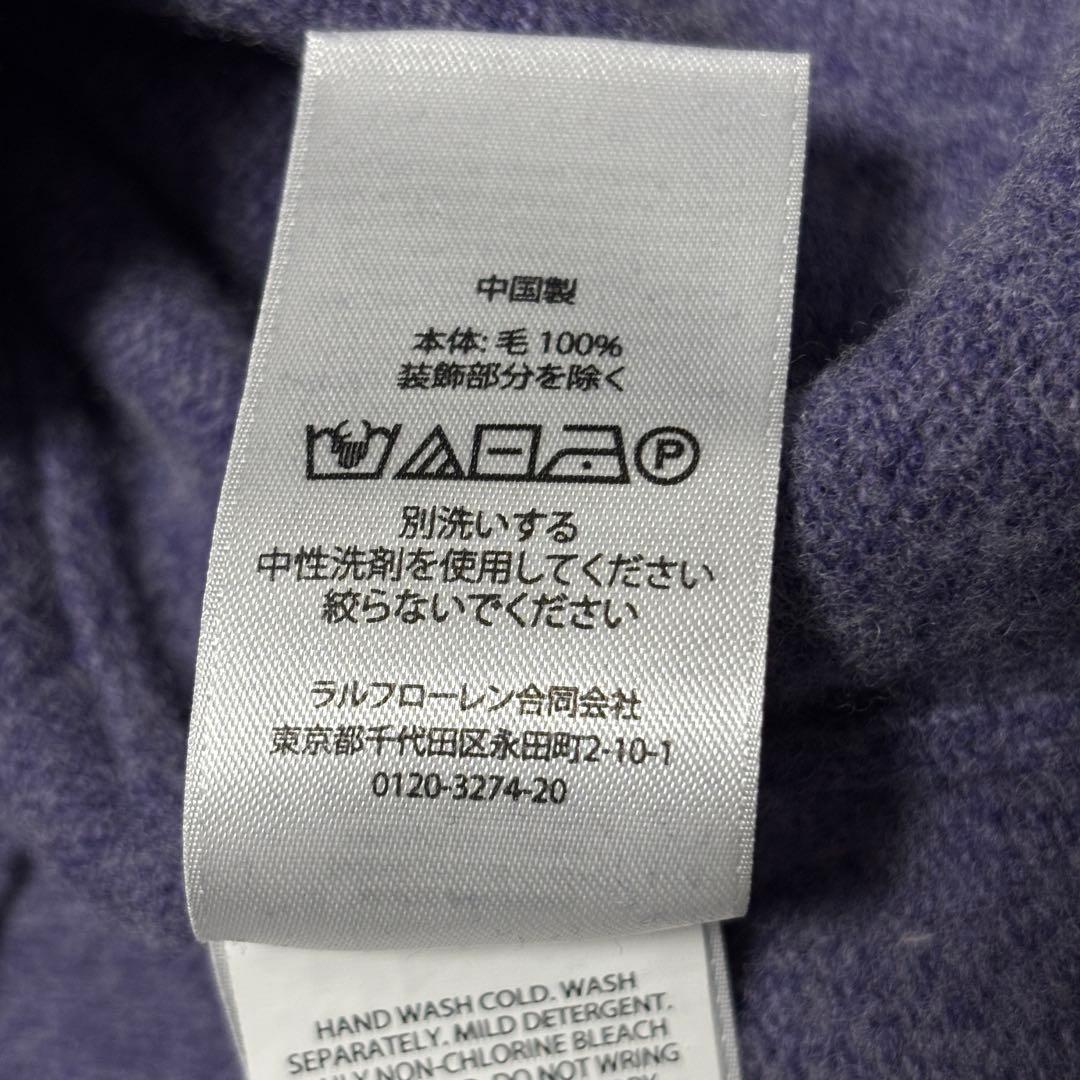 中国製
本体: 毛 100%
装飾部分を除く
P
別洗いする
中性洗剤を使用してください
絞らないでください
ラルフローレン合同会社
東京都千代田区永田町2-10-1
0120-3274-20
HAND WASH COLD. WASH
SEPARATELY. MILD DETERGENT.
NON-CHLORINE BLEACH
DO NOT WRING